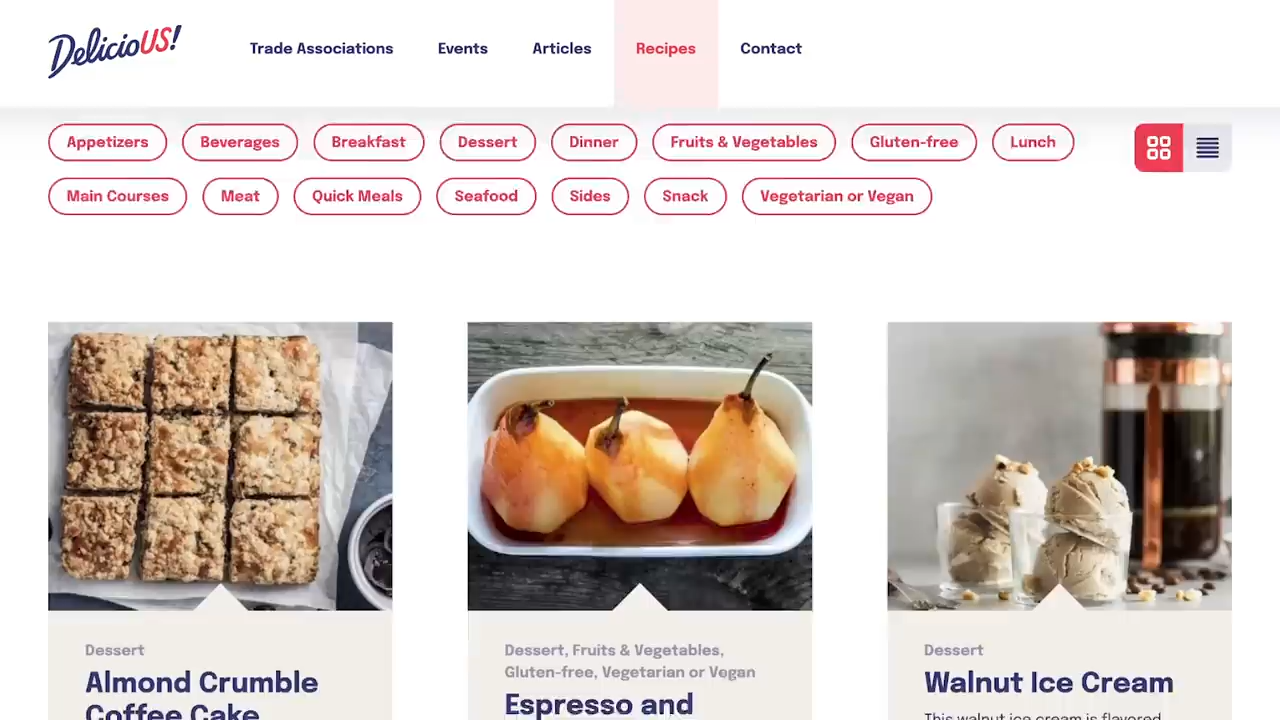 DelicioUS!
Trade Associations Events Articles Recipes Contact
Appetizers Beverages Breakfast Dessert Dinner Fruits & Vegetables Gluten-free Lunch
Main Courses Meat Quick Meals Seafood Sides Snack Vegetarian or Vegan
Dessert
Almond Crumble
Coffee Cake
Dessert, Fruits & Vegetables,
Gluten-free, Vegetarian or Vegan
Espresso and
Dessert
Walnut Ice Cream
This walnut ice cream is flavored